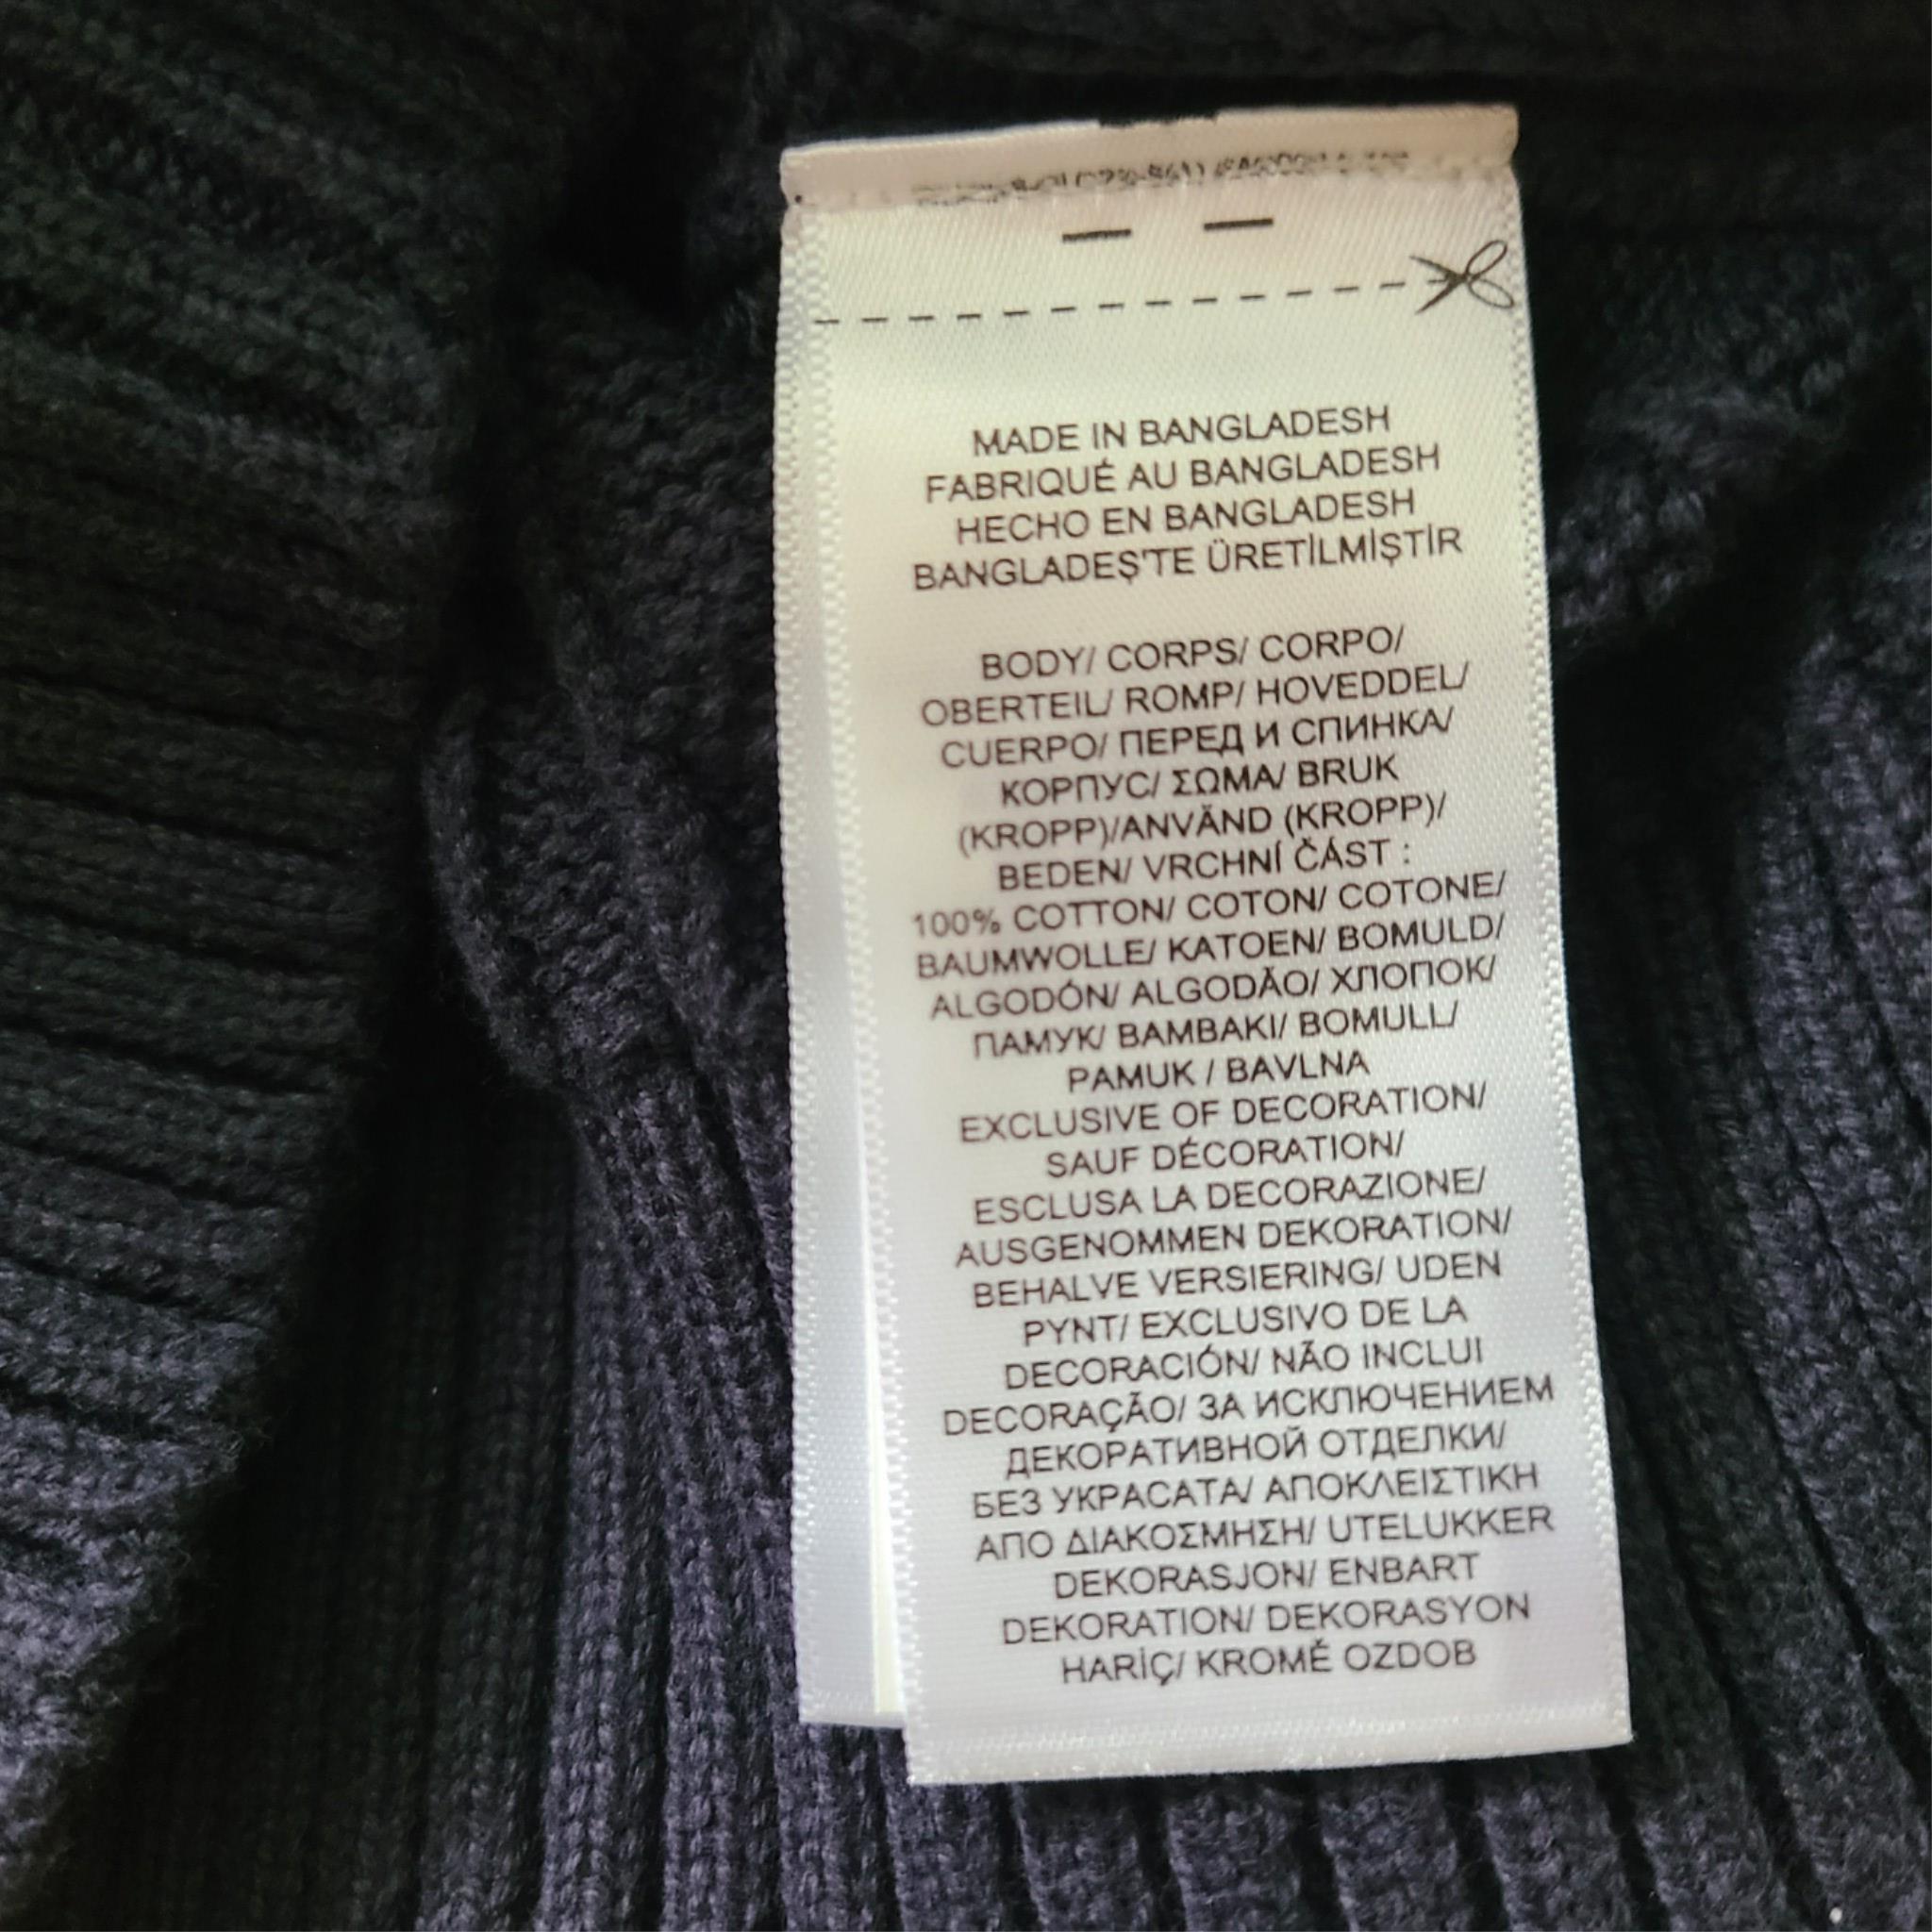 MADE IN BANGLADESH
FABRIQUÉ AU BANGLADESH
HECHO EN BANGLADESH
BANGLADEŞ'TE ÜRETİLMİŞTİR
BODY/ CORPS/ CORPO/
OBERTEIL/ ROMP/ HOVEDDEL/
CUERPO/ ПЕРЕД И СПИНКА/
КОРПУС/ ΣΩΜΑ/ BRUK
(KROPP)/ANVÄND (KROPP)/
BEDEN/ VRCHNÍ ČÁST :
100% COTTON/ COTON/ COTONE/
BAUMWOLLE/ KATOEN/ BOMULD/
ALGODÓN/ ALGODÃO/ ХЛОПОК/
ПАМУК/ BAMBAKI/ BOMULL/
PAMUK / BAVLNA
EXCLUSIVE OF DECORATION/
SAUF DÉCORATION/
ESCLUSA LA DECORAZIONE/
AUSGENOMMEN DEKORATION/
BEHALVE VERSIERING/ UDEN
PYNT/ EXCLUSIVO DE LA
DECORACIÓN/ NÃO INCLUI
DECORAÇÃO/ ЗА ИСКЛЮЧЕНИЕМ
ДЕКОРАТИВНОЙ ОТДЕЛКИ/
БЕЗ УКРАСАТА/ ΑΠΟΚΛΕΙΣΤΙΚΗ
ΑΠΟ ΔΙΑΚΟΣΜΗΣΗ/ UTELUKKER
DEKORASJON/ ENBART
DEKORATION/ DEKORASYON
HARİÇ/ KROMĚ OZDOB